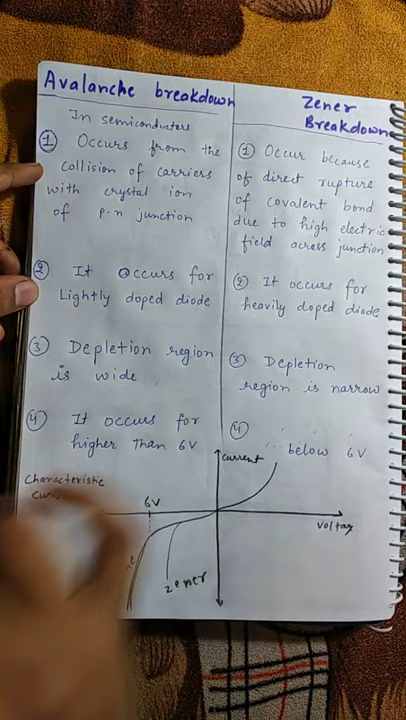 Avalanche breakdown
In semiconductors
① Occurs from the
collision of carriers
with crystal ion
of p-n junction
② It occurs for
Lightly doped diode
③ Depletion region
is wide
④ It occurs for
higher than 6V
Zener
Breakdown
① Occur because
of direct rupture
of covalent bond
due to high electric
field across junction
② It occurs for
heavily doped diode
③ Depletion
region is narrow
④ " " "
below 6V
Characteristic
current
6V
Voltag
Zener